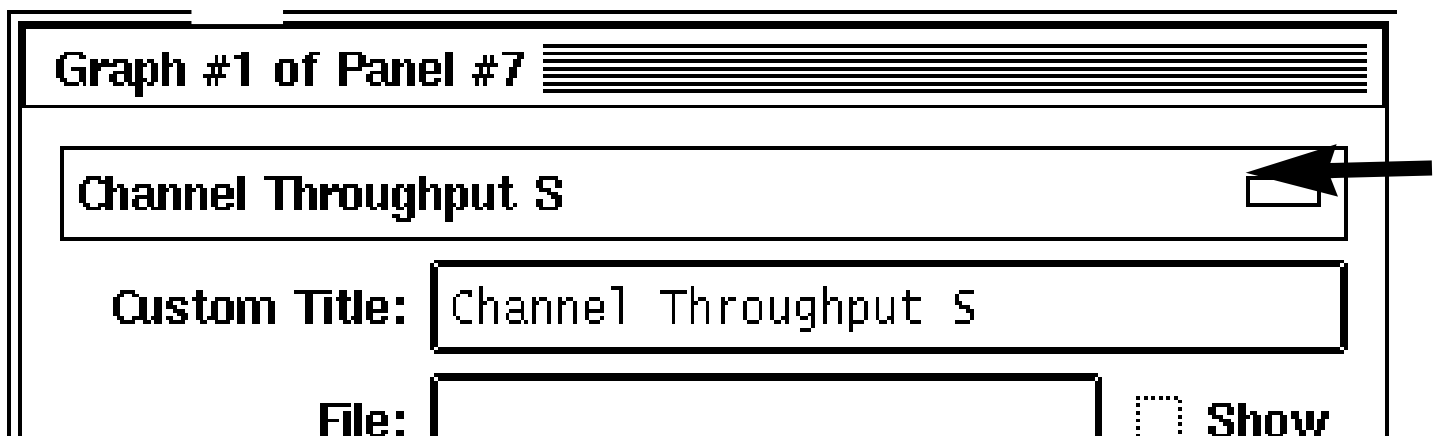 Graph #1 of Panel #7
Channel Throughput S
Custom Title: Channel Throughput S
File: Show